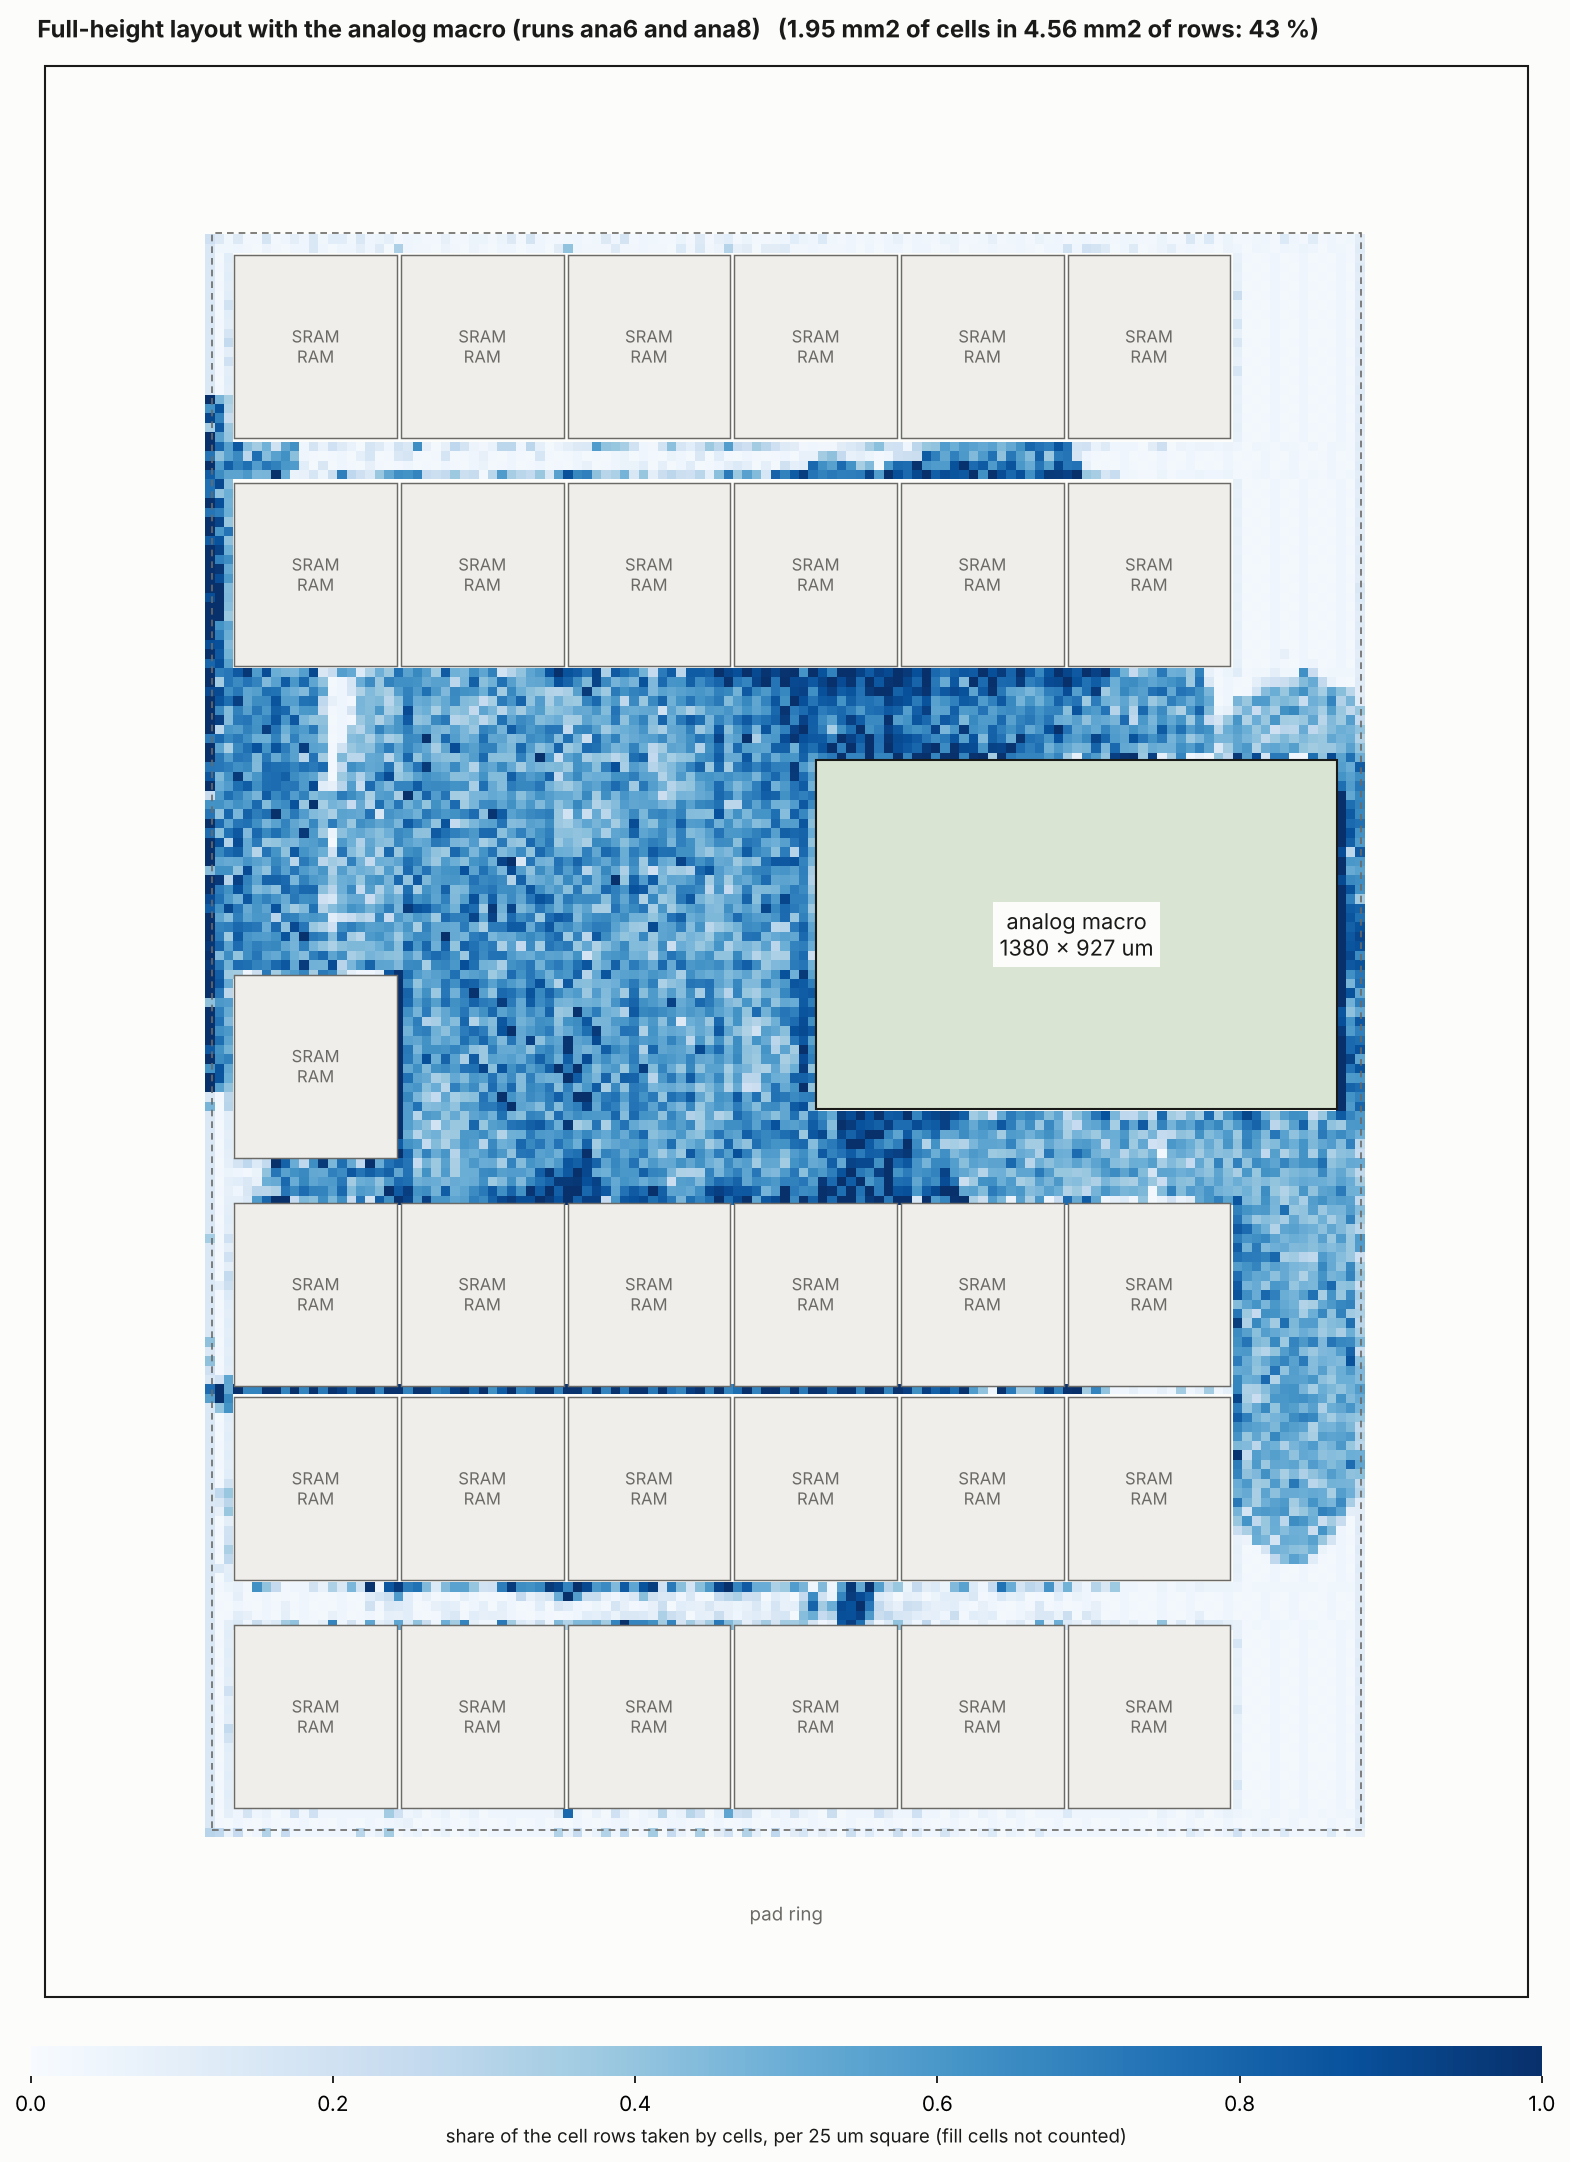 Full-height layout with the analog macro (runs ana6 and ana8)   (1.95 mm2 of cells in 4.56 mm2 of rows: 43 %)
SRAM SRAM SRAM SRAM SRAM SRAM
RAM RAM RAM RAM RAM RAM
SRAM SRAM SRAM SRAM SRAM SRAM
RAM RAM RAM RAM RAM RAM
analog macro
1380 × 927 um
SRAM
RAM
SRAM SRAM SRAM SRAM SRAM SRAM
RAM RAM RAM RAM RAM RAM
SRAM SRAM SRAM SRAM SRAM SRAM
RAM RAM RAM RAM RAM RAM
SRAM SRAM SRAM SRAM SRAM SRAM
RAM RAM RAM RAM RAM RAM
pad ring
0.0 0.2 0.4 0.6 0.8 1.0
share of the cell rows taken by cells, per 25 um square (fill cells not counted)